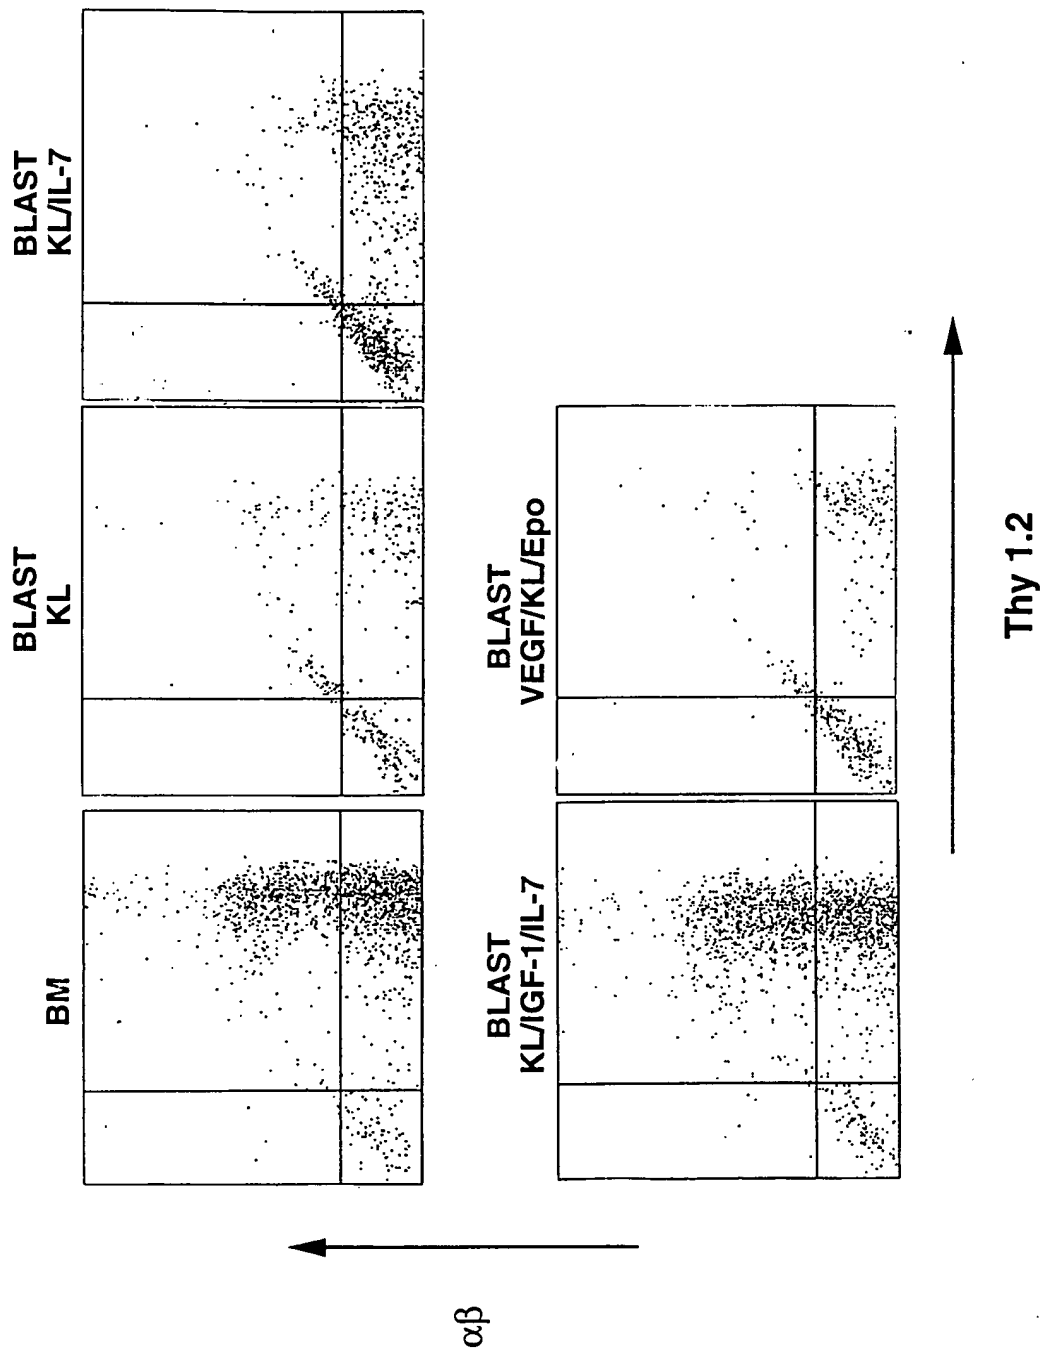 BM
BLAST
KL
BLAST
KL/IL-7
BLAST
KL/IGF-1/IL-7
BLAST
VEGF/KL/Epo
αβ
Thy 1.2